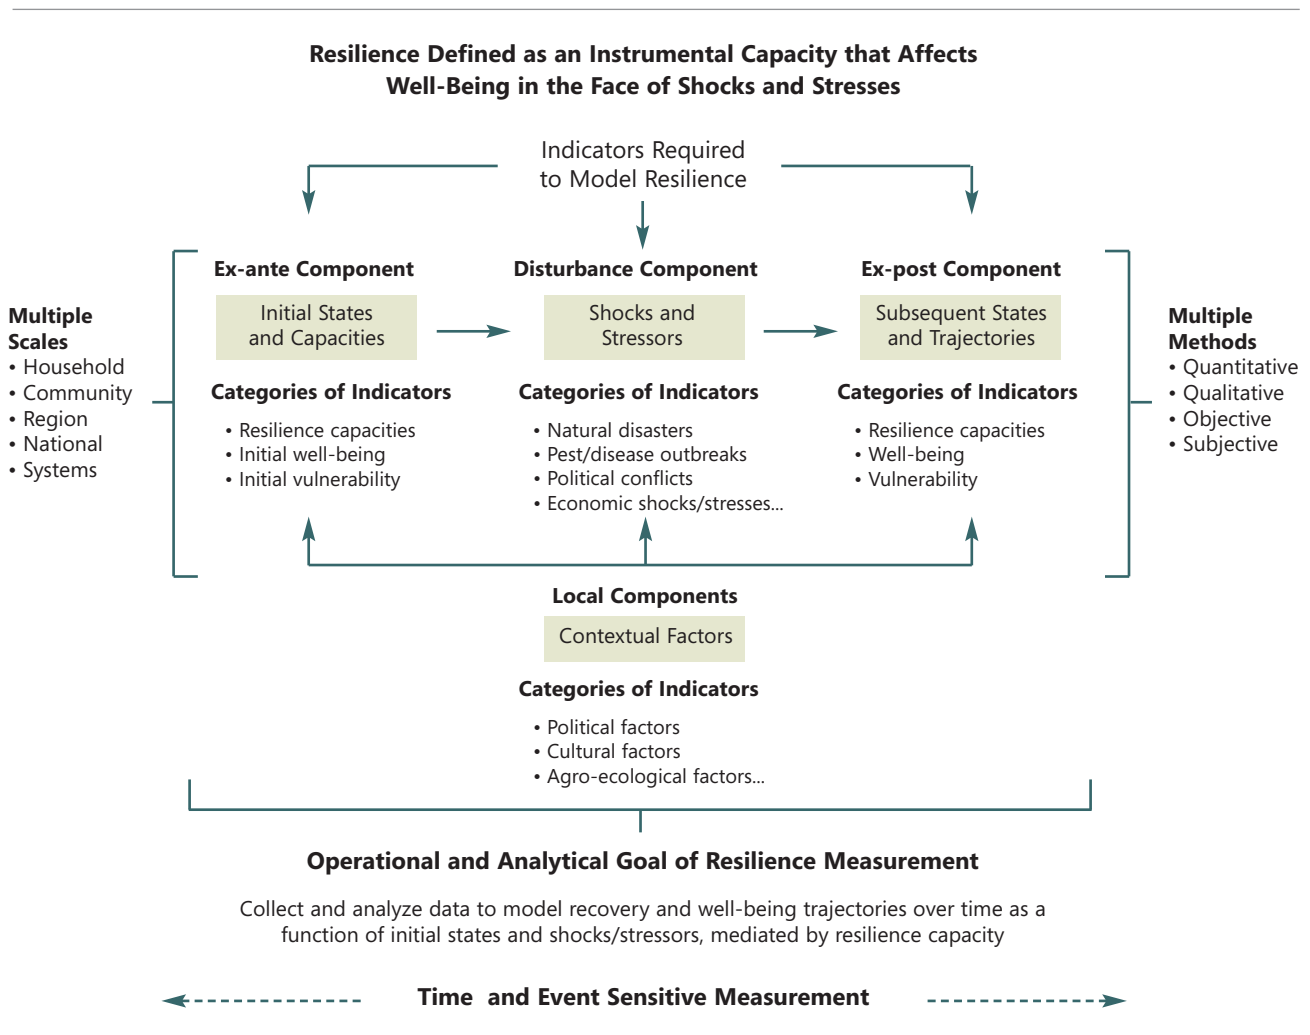 Resilience Defined as an Instrumental Capacity that Affects
Well-Being in the Face of Shocks and Stresses
Indicators Required
to Model Resilience
Multiple
Scales
• Household
• Community
• Region
• National
• Systems
Ex-ante Component
Initial States
and Capacities
Categories of Indicators
• Resilience capacities
• Initial well-being
• Initial vulnerability
Disturbance Component
Shocks and
Stressors
Categories of Indicators
• Natural disasters
• Pest/disease outbreaks
• Political conflicts
• Economic shocks/stresses...
Ex-post Component
Subsequent States
and Trajectories
Categories of Indicators
• Resilience capacities
• Well-being
• Vulnerability
Multiple
Methods
• Quantitative
• Qualitative
• Objective
• Subjective
Local Components
Contextual Factors
Categories of Indicators
• Political factors
• Cultural factors
• Agro-ecological factors...
Operational and Analytical Goal of Resilience Measurement
Collect and analyze data to model recovery and well-being trajectories over time as a
function of initial states and shocks/stressors, mediated by resilience capacity
Time and Event Sensitive Measurement